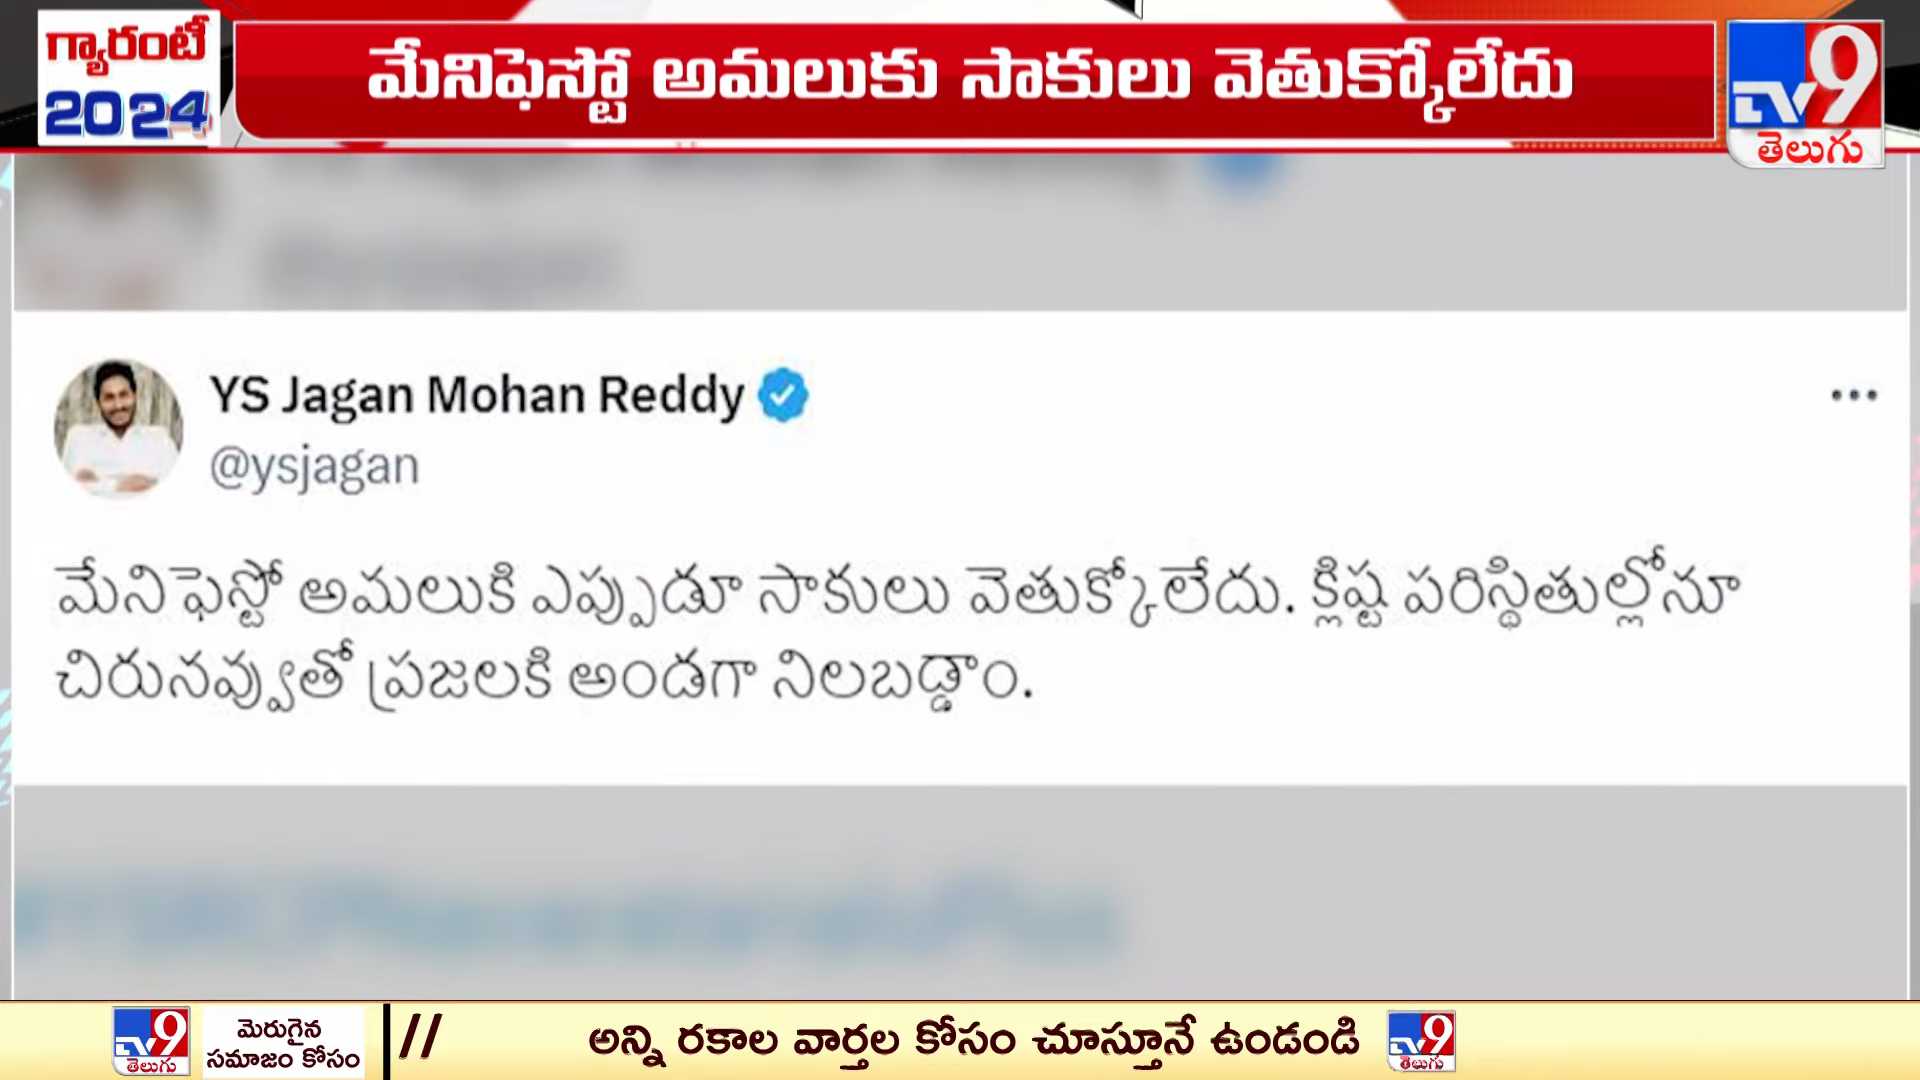 గ్యారంటీ
2024
మేనిఫెస్టో అమలుకు సాకులు వెతుక్కోలేదు
TV9
తెలుగు
YS Jagan Mohan Reddy
@ysjagan
మేనిఫెస్టో అమలుకి ఎప్పుడూ సాకులు వెతుక్కోలేదు. క్లిష్ట పరిస్థితుల్లోనూ
చిరునవ్వుతో ప్రజలకి అండగా నిలబడ్డాం.
TV9
తెలుగు
మెరుగైన
సమాజం కోసం
// అన్ని రకాల వార్తల కోసం చూస్తూనే ఉండండి
TV9
తెలుగు